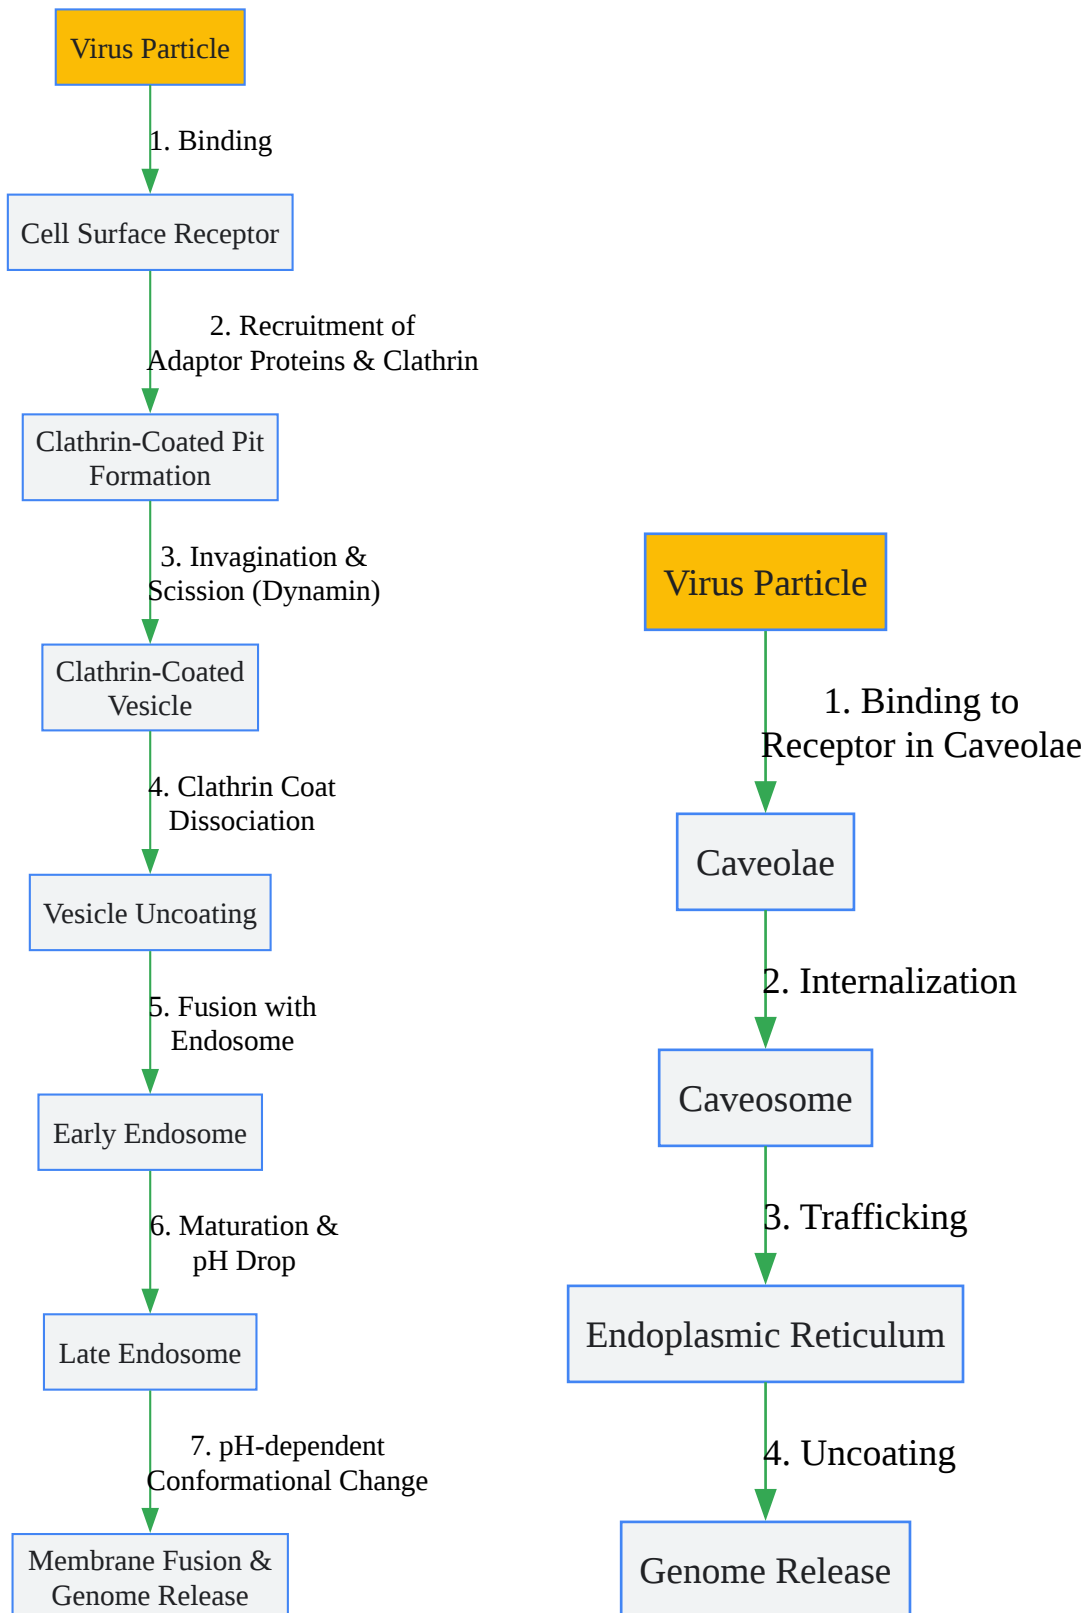 Virus Particle
1. Binding
Cell Surface Receptor
2. Recruitment of
Adaptor Proteins & Clathrin
Clathrin-Coated Pit
Formation
3. Invagination &
Scission (Dynamin)
Clathrin-Coated
Vesicle
4. Clathrin Coat
Dissociation
Vesicle Uncoating
5. Fusion with
Endosome
Early Endosome
6. Maturation &
pH Drop
Late Endosome
7. pH-dependent
Conformational Change
Membrane Fusion &
Genome Release
Virus Particle
1. Binding to
Receptor in Caveolae
Caveolae
2. Internalization
Caveosome
3. Trafficking
Endoplasmic Reticulum
4. Uncoating
Genome Release